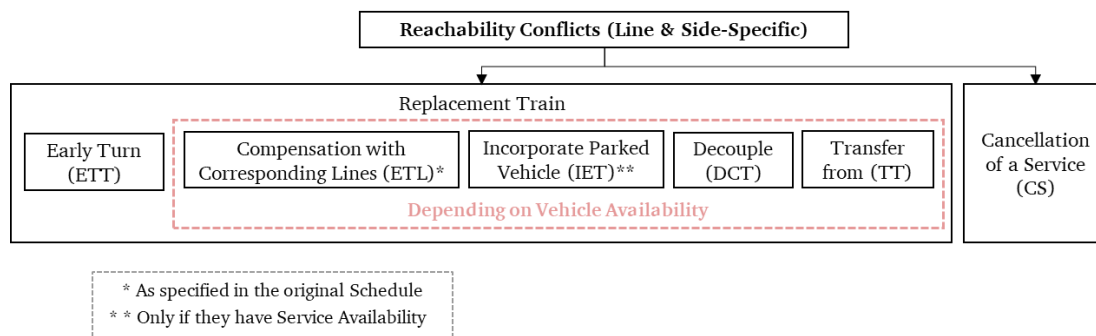 Reachability Conflicts (Line & Side-Specific)
Replacement Train
Early Turn
(ETT)
Compensation with
Corresponding Lines (ETL)*
Incorporate Parked
Vehicle (IET)**
Decouple
(DCT)
Transfer
from (TT)
Depending on Vehicle Availability
Cancellation
of a Service
(CS)
* As specified in the original Schedule
* * Only if they have Service Availability